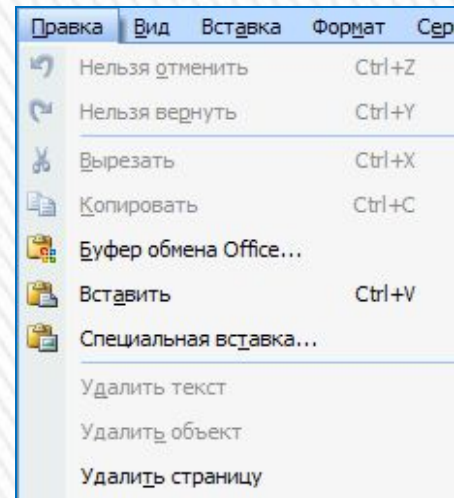 Правка Вид Вставка Формат Сер
Нельзя отменить Ctrl+Z
Нельзя вернуть Ctrl+Y
Вырезать Ctrl+X
Копировать Ctrl+C
Буфер обмена Office...
Вставить Ctrl+V
Специальная вставка...
Удалить текст
Удалить объект
Удалить страницу